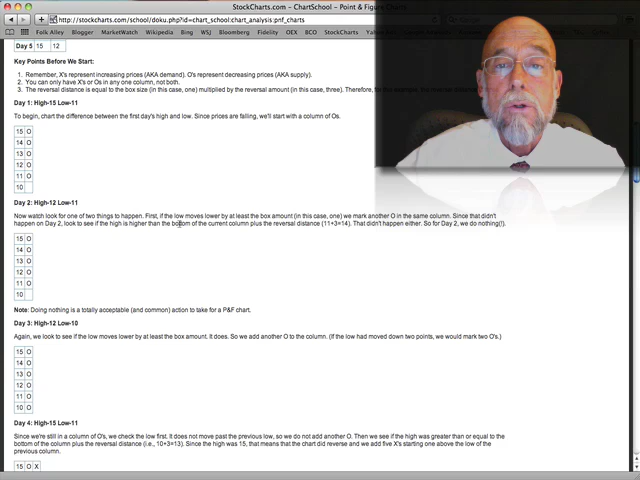 StockCharts.com - ChartSchool - Point & Figure Charts
http://stockcharts.com/school/doku.php?id=chart_school:chart_analysis:pnf_charts
Folk Alley Blogger MarketWatch Wikipedia WSJ Bloomberg Fidelity Google
Day 5 15 12
Key Points Before We Start:
1. Remember, X's represent increasing prices (AKA demand). O's represent decreasing prices (AKA supply).
2. You can only have X's or Os in any one column, not both.
3. The reversal distance is equal to the box size (in this case, one) multiplied by the reversal amount (in this case, three). Therefore,
Day 1: High-15 Low-11
To begin, chart the difference between the first day's high and low. Since prices are falling, we'll start with a column of Os.
15 O
14 O
13 O
12 O
11 O
10
Day 2: High-12 Low-11
Now watch look for one of two things to happen. First, if the low moves lower by at least the box amount (in this case, one) we mark another O in the same column. Since that didn't
happen on Day 2, look to see if the high is higher than the bottom of the current column plus the reversal distance (11+3=14). That didn't happen either. So for Day 2, we do nothing(!).
15 O
14 O
13 O
12 O
11 O
10
Note: Doing nothing is a totally acceptable (and common) action to take for a P&F chart.
Day 3: High-12 Low-10
Again, we look to see if the low moves lower by at least the box amount. It does. So we add another O to the column. (If the low had moved down two points, we would mark two O's.)
15 O
14 O
13 O
12 O
11 O
10 O
Day 4: High-15 Low-11
Since we're still in a column of O's, we check the low first. It does not move past the previous low, so we do not add another O. Then we see if the high was greater than or equal to the
bottom of the column plus the reversal distance (i.e., 10+3=13). Since the high was 15, that means that the chart did reverse and we add five X's starting one above the low of the
previous column.
15 O X